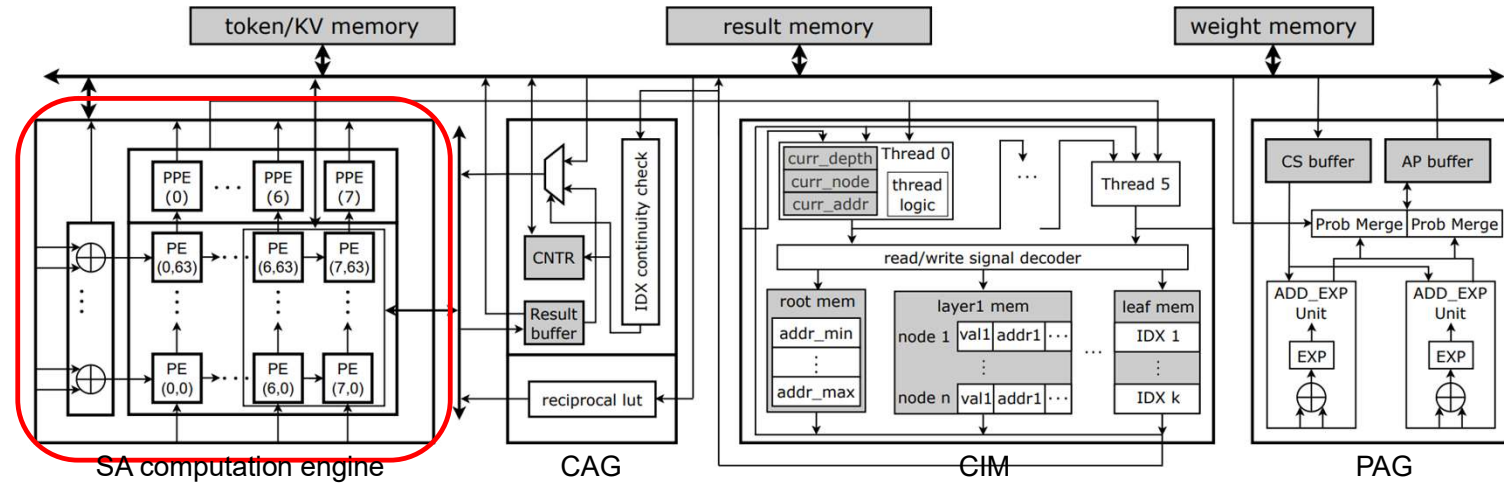 token/KV memory
result memory
weight memory
PPE
(0)
...
PPE
(6)
PPE
(7)
PE
(0,63)
...
PE
(6,63)
PE
(7,63)
PE
(0,0)
...
PE
(6,0)
PE
(7,0)
SA computation engine
CNTR
Result
buffer
IDX continuity check
reciprocal lut
CAG
curr_depth
curr_node
curr_addr
Thread 0
thread
logic
...
Thread 5
read/write signal decoder
root mem
addr_min
addr_max
layer1 mem
node 1
val1
addr1
...
node n
val1
addr1
...
...
leaf mem
IDX 1
IDX k
CIM
CS buffer
AP buffer
Prob Merge
Prob Merge
ADD_EXP
Unit
EXP
ADD_EXP
Unit
EXP
PAG